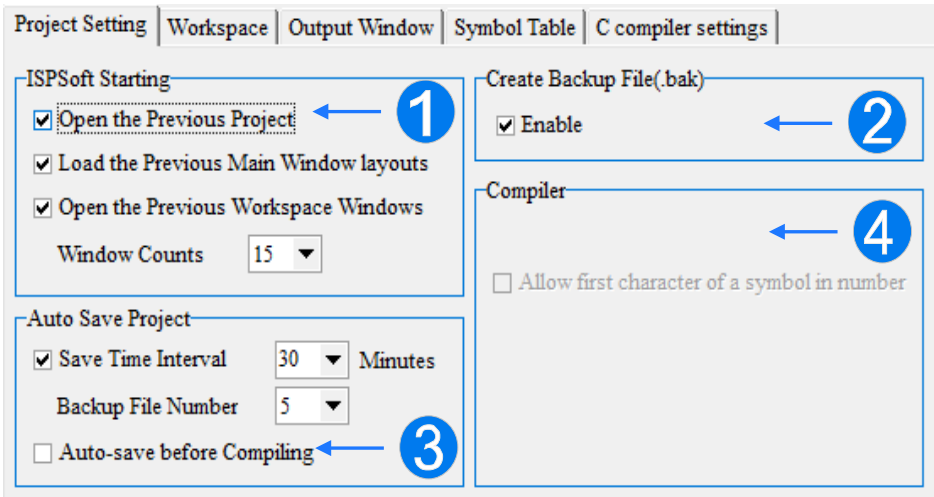 Project Setting Workspace Output Window Symbol Table C compiler settings
ISPSoft Starting
Open the Previous Project 1
Load the Previous Main Window layouts
Open the Previous Workspace Windows
Window Counts 15
Auto Save Project
Save Time Interval 30 Minutes
Backup File Number 5
Auto-save before Compiling 3
Create Backup File(.bak)
Enable 2
Compiler
4
Allow first character of a symbol in number